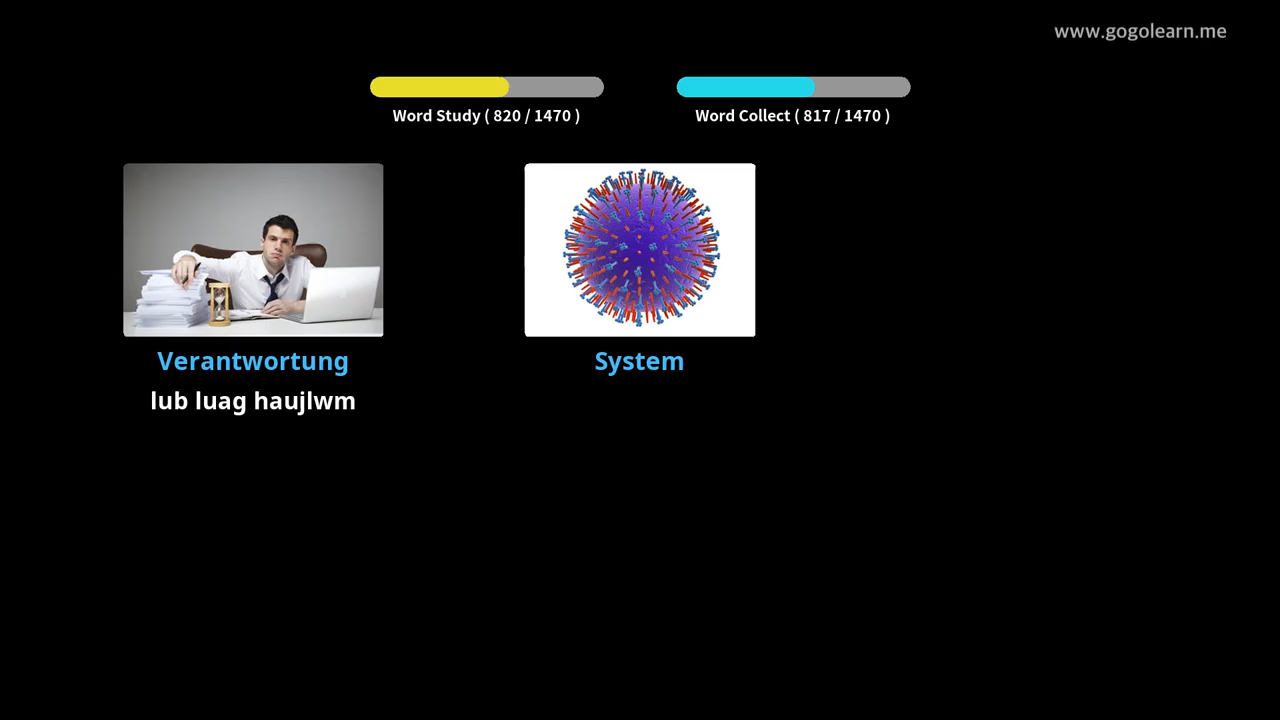 www.gogolearn.me
Word Study ( 820 / 1470 )
Word Collect ( 817 / 1470 )
Verantwortung
System
lub luag haujlwm